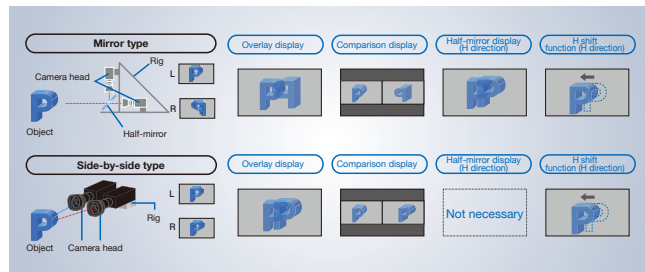 Mirror type
Overlay display
Comparison display
Half-mirror display
(H direction)
H shift
function (H direction)
Rig
Camera head
L
R
Object
Half-mirror
Side-by-side type
Overlay display
Comparison display
Half-mirror display
(H direction)
H shift
function (H direction)
L
Rig
R
Not necessary
Object
Camera head